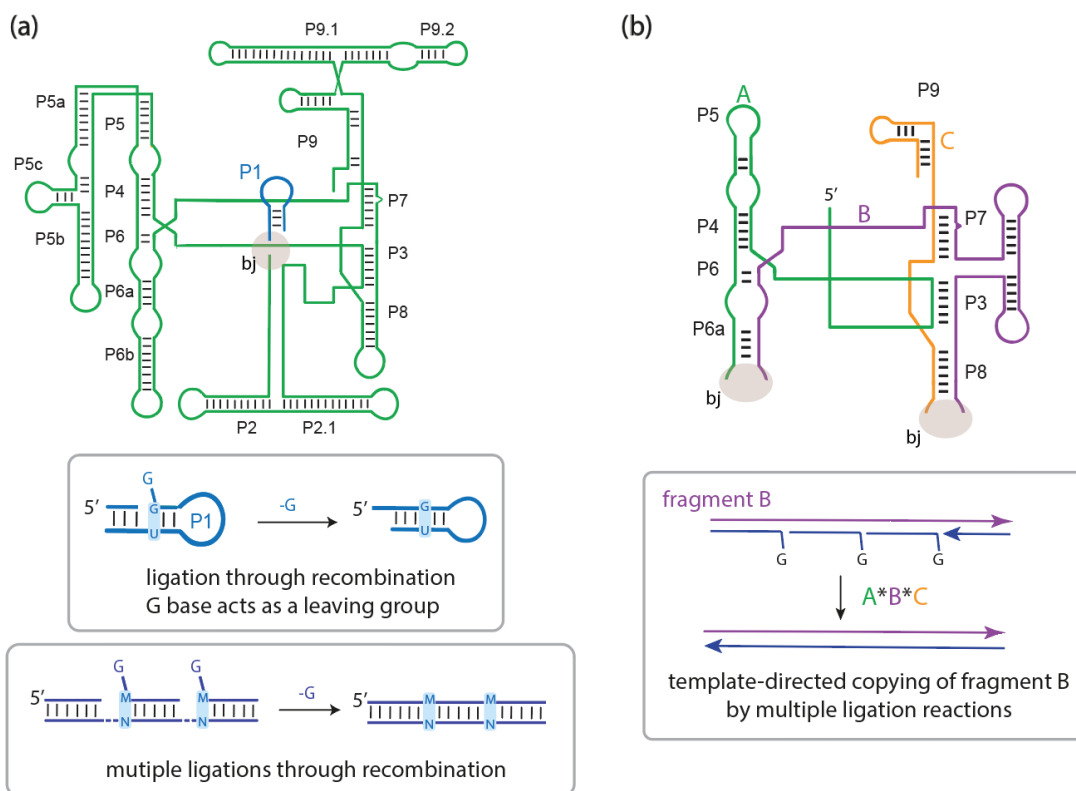 (a)
P9.1
P9.2
P5a
P5
P9
P5c
P1
P4
P7
P5b
P6
bj
P3
P6a
P8
P6b
P2
P2.1
G
5′
G
U
P1
-G
5′
G
U
ligation through recombination
G base acts as a leaving group
G
G
5′
M
M
N
N
-G
5′
M
M
N
N
mutiple ligations through recombination
(b)
P9
A
P5
C
5′
B
P7
P4
P6
P3
P6a
P8
bj
bj
fragment B
G
G
G
A*B*C
template-directed copying of fragment B
by multiple ligation reactions